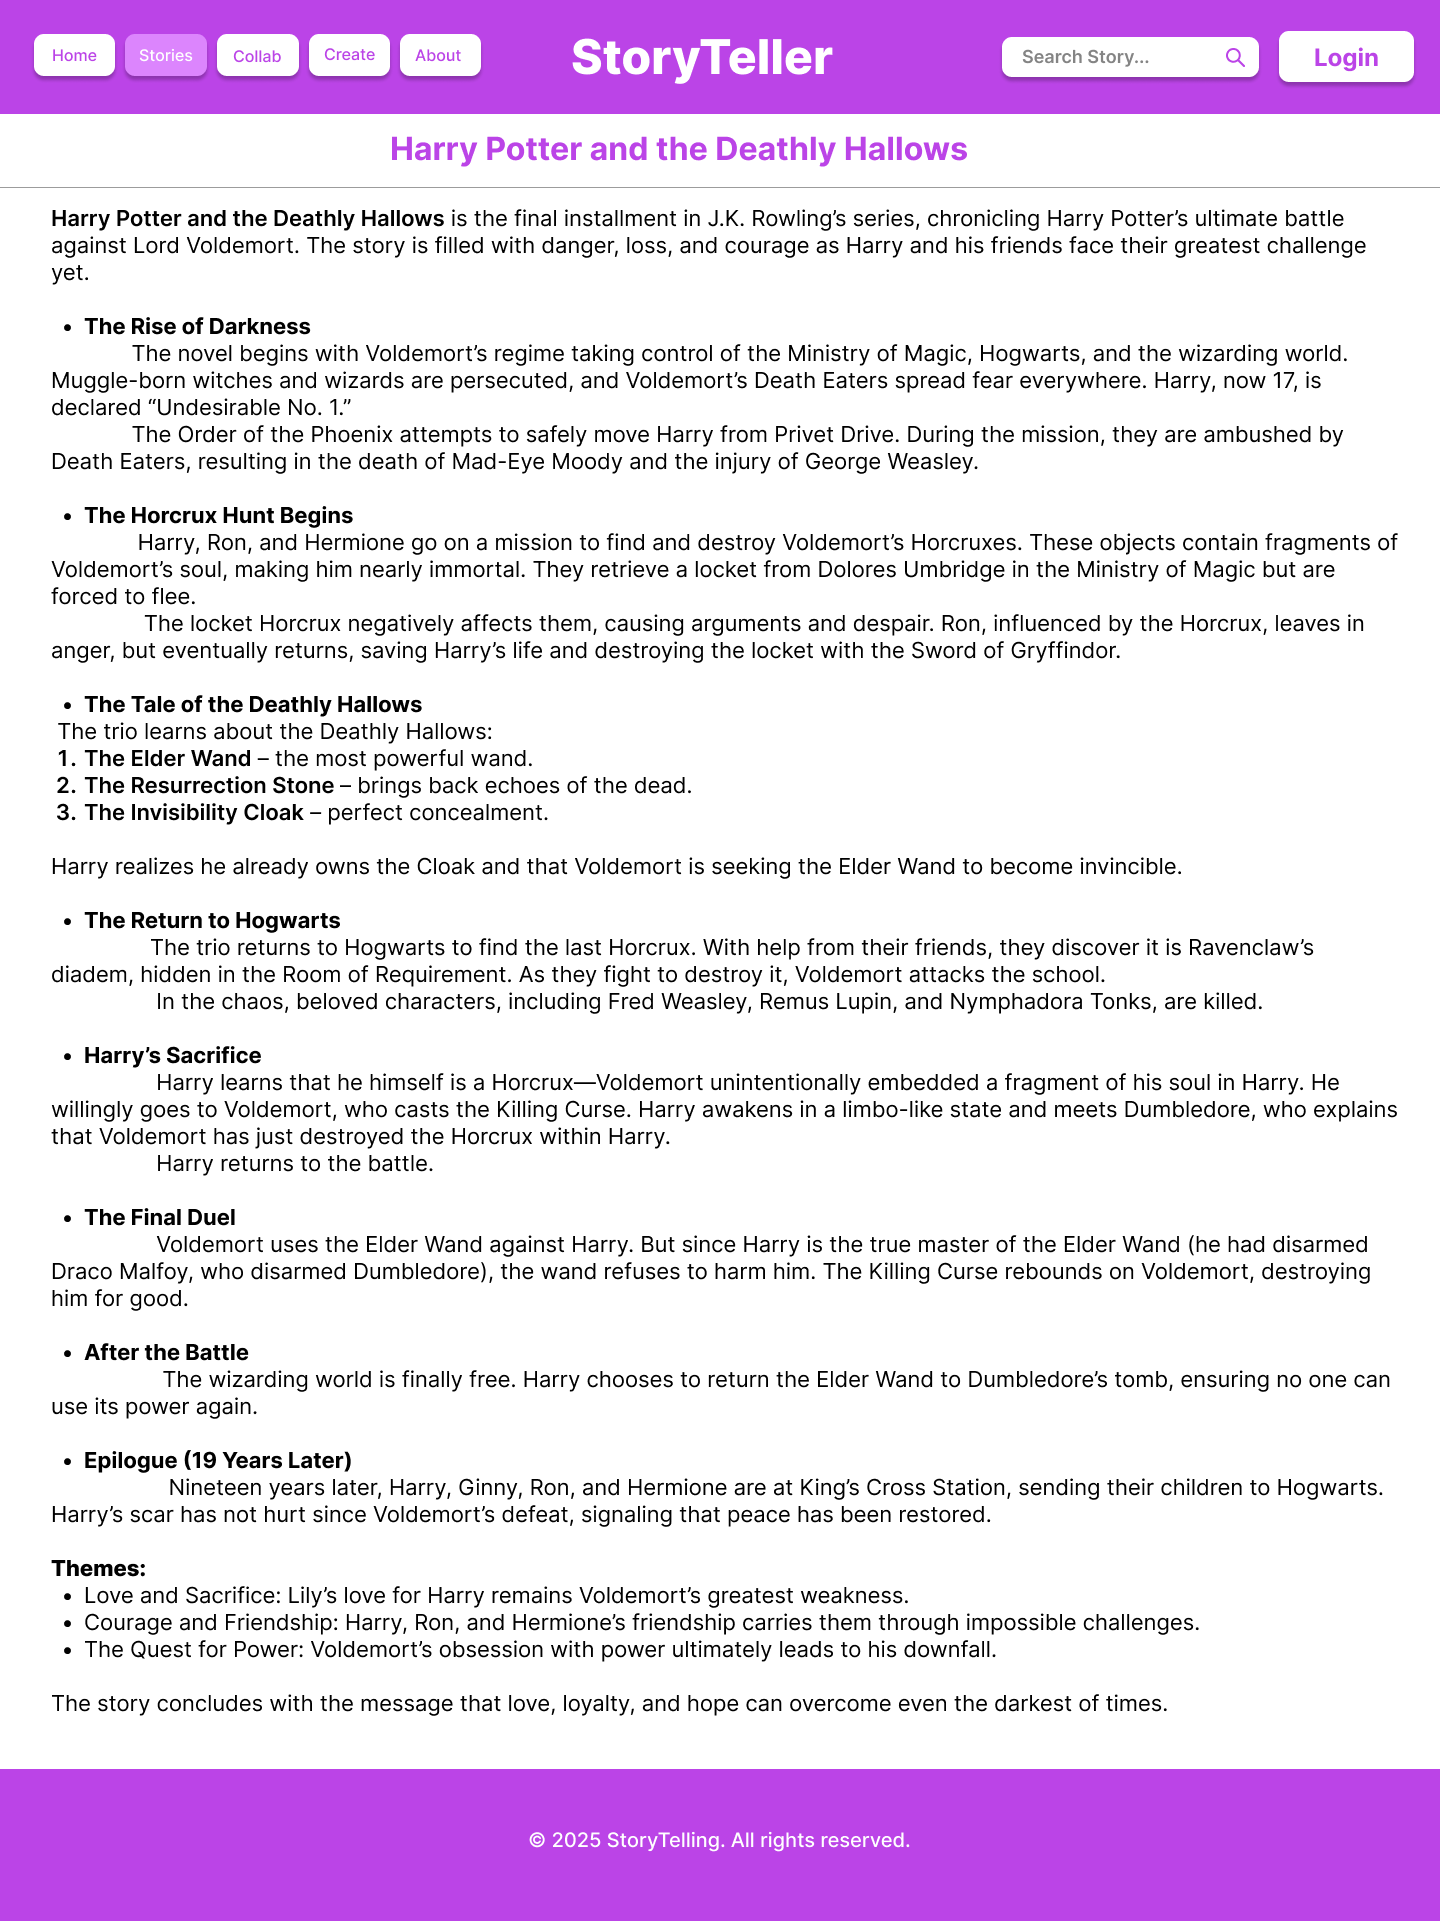 Home Stories Collab Create About StoryTeller Search Story... Login
Harry Potter and the Deathly Hallows
Harry Potter and the Deathly Hallows is the final installment in J.K. Rowling’s series, chronicling Harry Potter’s ultimate battle
against Lord Voldemort. The story is filled with danger, loss, and courage as Harry and his friends face their greatest challenge
yet.
• The Rise of Darkness
The novel begins with Voldemort’s regime taking control of the Ministry of Magic, Hogwarts, and the wizarding world.
Muggle-born witches and wizards are persecuted, and Voldemort’s Death Eaters spread fear everywhere. Harry, now 17, is
declared “Undesirable No. 1.”
The Order of the Phoenix attempts to safely move Harry from Privet Drive. During the mission, they are ambushed by
Death Eaters, resulting in the death of Mad-Eye Moody and the injury of George Weasley.
• The Horcrux Hunt Begins
Harry, Ron, and Hermione go on a mission to find and destroy Voldemort’s Horcruxes. These objects contain fragments of
Voldemort’s soul, making him nearly immortal. They retrieve a locket from Dolores Umbridge in the Ministry of Magic but are
forced to flee.
The locket Horcrux negatively affects them, causing arguments and despair. Ron, influenced by the Horcrux, leaves in
anger, but eventually returns, saving Harry’s life and destroying the locket with the Sword of Gryffindor.
• The Tale of the Deathly Hallows
The trio learns about the Deathly Hallows:
1. The Elder Wand – the most powerful wand.
2. The Resurrection Stone – brings back echoes of the dead.
3. The Invisibility Cloak – perfect concealment.
Harry realizes he already owns the Cloak and that Voldemort is seeking the Elder Wand to become invincible.
• The Return to Hogwarts
The trio returns to Hogwarts to find the last Horcrux. With help from their friends, they discover it is Ravenclaw’s
diadem, hidden in the Room of Requirement. As they fight to destroy it, Voldemort attacks the school.
In the chaos, beloved characters, including Fred Weasley, Remus Lupin, and Nymphadora Tonks, are killed.
• Harry’s Sacrifice
Harry learns that he himself is a Horcrux—Voldemort unintentionally embedded a fragment of his soul in Harry. He
willingly goes to Voldemort, who casts the Killing Curse. Harry awakens in a limbo-like state and meets Dumbledore, who explains
that Voldemort has just destroyed the Horcrux within Harry.
Harry returns to the battle.
• The Final Duel
Voldemort uses the Elder Wand against Harry. But since Harry is the true master of the Elder Wand (he had disarmed
Draco Malfoy, who disarmed Dumbledore), the wand refuses to harm him. The Killing Curse rebounds on Voldemort, destroying
him for good.
• After the Battle
The wizarding world is finally free. Harry chooses to return the Elder Wand to Dumbledore’s tomb, ensuring no one can
use its power again.
• Epilogue (19 Years Later)
Nineteen years later, Harry, Ginny, Ron, and Hermione are at King’s Cross Station, sending their children to Hogwarts.
Harry’s scar has not hurt since Voldemort’s defeat, signaling that peace has been restored.
Themes:
• Love and Sacrifice: Lily’s love for Harry remains Voldemort’s greatest weakness.
• Courage and Friendship: Harry, Ron, and Hermione’s friendship carries them through impossible challenges.
• The Quest for Power: Voldemort’s obsession with power ultimately leads to his downfall.
The story concludes with the message that love, loyalty, and hope can overcome even the darkest of times.
© 2025 StoryTelling. All rights reserved.